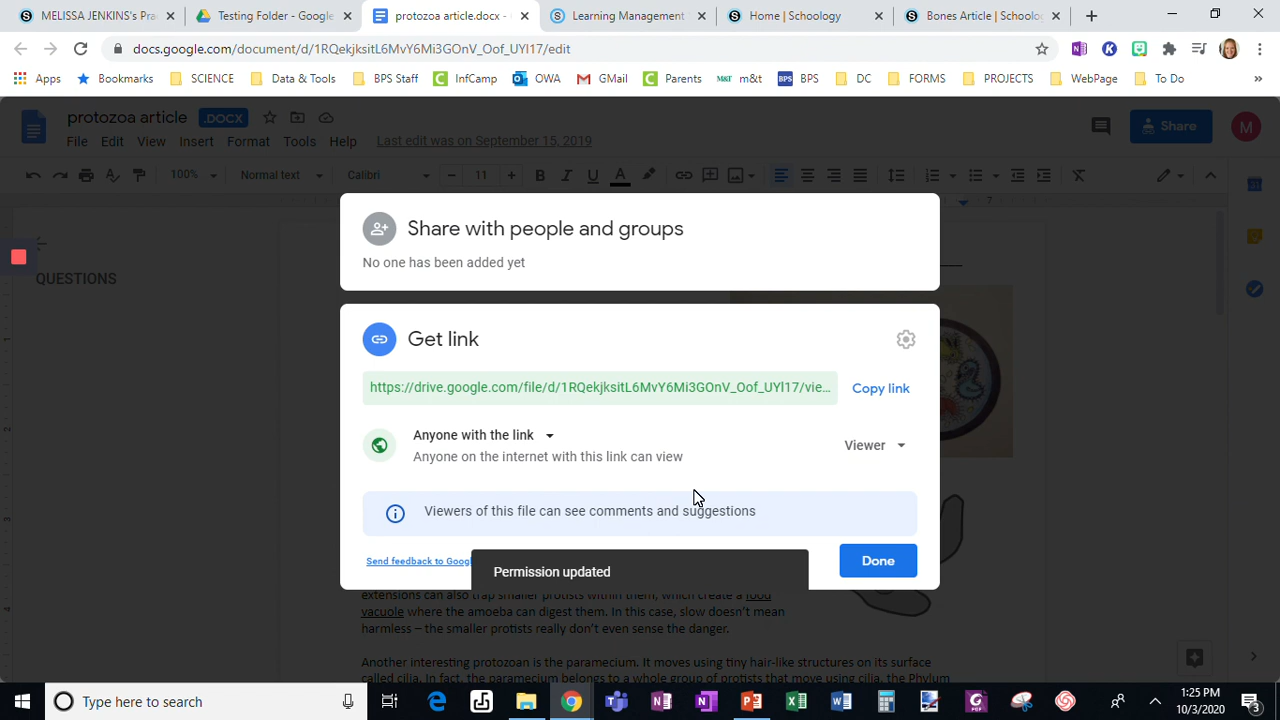 MELISSA JENKINS's Pra
Testing Folder - Google
protozoa article.docx -
Learning Management
Home | Schoology
Bones Article | Schoolo
docs.google.com/document/d/1RQekjksitL6MvY6Mi3GOnV_Oof_UYl17/edit
Apps Bookmarks SCIENCE Data & Tools BPS Staff InfCamp OWA GMail Parents M&T m&t BPS BPS DC FORMS PROJECTS WebPage To Do »
protozoa article .DOCX
Share
M
File Edit View Insert Format Tools Help Last edit was on September 15, 2019
100% Normal text Calibri 11 B I U A
7
QUESTIONS
Share with people and groups
No one has been added yet
Get link
https://drive.google.com/file/d/1RQekjksitL6MvY6Mi3GOnV_Oof_UYl17/vie... Copy link
Anyone with the link
Anyone on the internet with this link can view
Viewer
Viewers of this file can see comments and suggestions
Send feedback to Googl
Permission updated
Done
extensions can also trap smaller protists within them, which create a food
vacuole where the amoeba can digest them. In this case, slow doesn't mean
harmless – the smaller protists really don't even sense the danger.
Another interesting protozoan is the paramecium. It moves using tiny hair-like structures on its surface
called cilia. In fact, the paramecium belongs to a whole group of protists that move using cilia, the Phylum
Type here to search
1:25 PM
10/3/2020
3